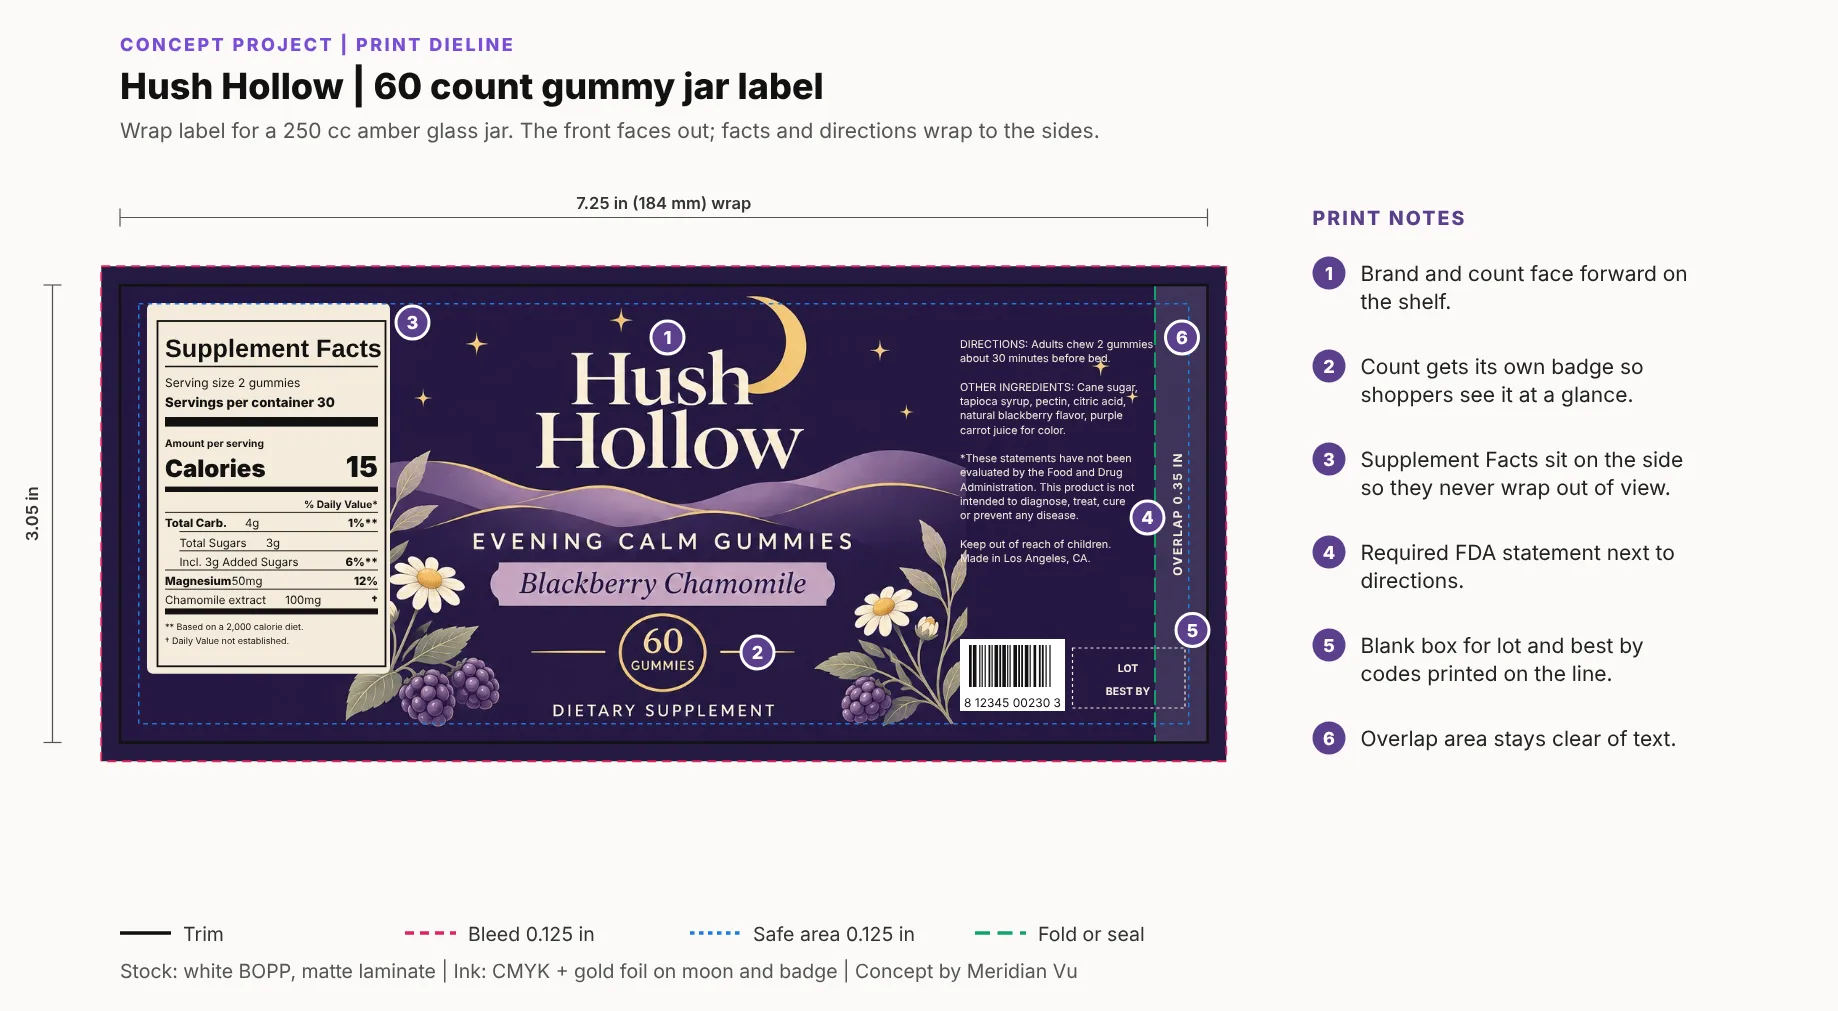 CONCEPT PROJECT | PRINT DIELINE
Hush Hollow | 60 count gummy jar label
Wrap label for a 250 cc amber glass jar. The front faces out; facts and directions wrap to the sides.
7.25 in (184 mm) wrap
3.05 in
Supplement Facts
Serving size 2 gummies
Servings per container 30
Amount per serving
Calories 15
% Daily Value*
Total Carb. 4g 1%**
Total Sugars 3g
Incl. 3g Added Sugars 6%**
Magnesium50mg 12%
Chamomile extract 100mg †
** Based on a 2,000 calorie diet.
† Daily Value not established.
3
1
Hush
Hollow
EVENING CALM GUMMIES
Blackberry Chamomile
60
GUMMIES
2
DIETARY SUPPLEMENT
DIRECTIONS: Adults chew 2 gummies
about 30 minutes before bed.
OTHER INGREDIENTS: Cane sugar,
tapioca syrup, pectin, citric acid,
natural blackberry flavor, purple
carrot juice for color.
*These statements have not been
evaluated by the Food and Drug
Administration. This product is not
intended to diagnose, treat, cure
or prevent any disease.
Keep out of reach of children.
Made in Los Angeles, CA.
4
8 12345 00230 3
LOT
BEST BY
6
OVERLAP 0.35 IN
5
PRINT NOTES
1 Brand and count face forward on
the shelf.
2 Count gets its own badge so
shoppers see it at a glance.
3 Supplement Facts sit on the side
so they never wrap out of view.
4 Required FDA statement next to
directions.
5 Blank box for lot and best by
codes printed on the line.
6 Overlap area stays clear of text.
Trim
Bleed 0.125 in
Safe area 0.125 in
Fold or seal
Stock: white BOPP, matte laminate | Ink: CMYK + gold foil on moon and badge | Concept by Meridian Vu